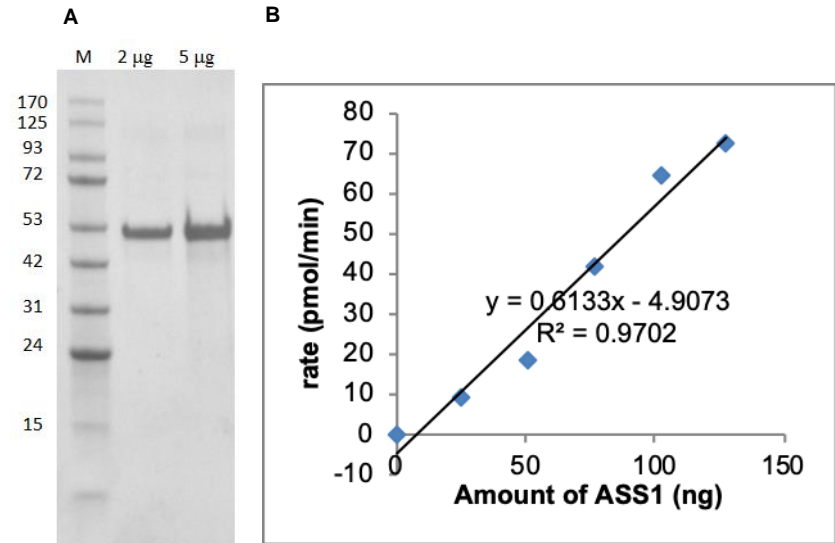 A
B
M 2 µg 5 µg
170
125
93
72
53
42
31
24
15
80
70
60
50
40
30
20
10
0
-10
rate (pmol/min)
y = 0.6133x - 4.9073
R² = 0.9702
0 50 100 150
Amount of ASS1 (ng)